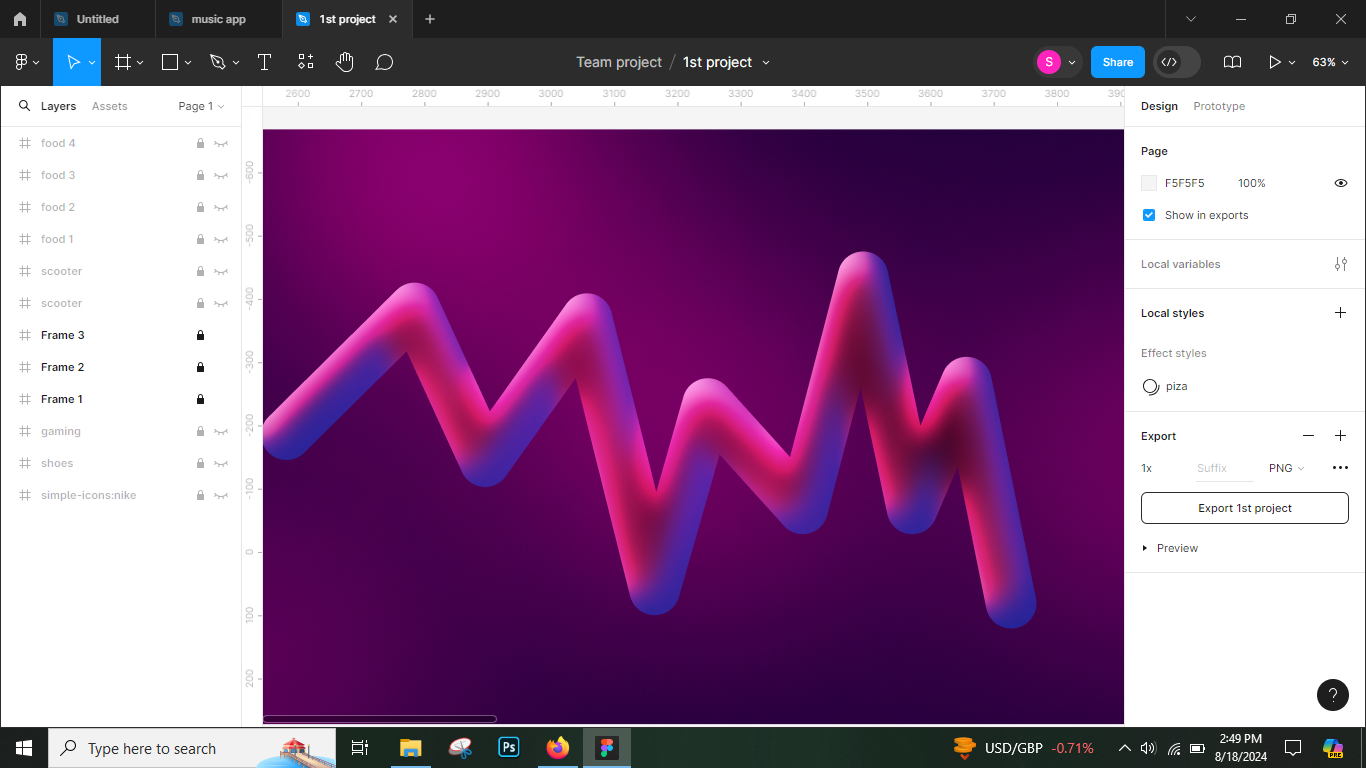 Untitled
music app
1st project
Team project / 1st project
S
Share
63%
Layers
Assets
Page 1
2600 2700 2800 2900 3000 3100 3200 3300 3400 3500 3600 3700 3800 3900
Design
Prototype
food 4
food 3
food 2
food 1
scooter
scooter
Frame 3
Frame 2
Frame 1
gaming
shoes
simple-icons:nike
-600
-500
-400
-300
-200
-100
0
100
200
Page
F5F5F5 100%
Show in exports
Local variables
Local styles
Effect styles
piza
Export
1x Suffix PNG
Export 1st project
Preview
?
Type here to search
Ps
USD/GBP -0.71%
2:49 PM
8/18/2024
PRE